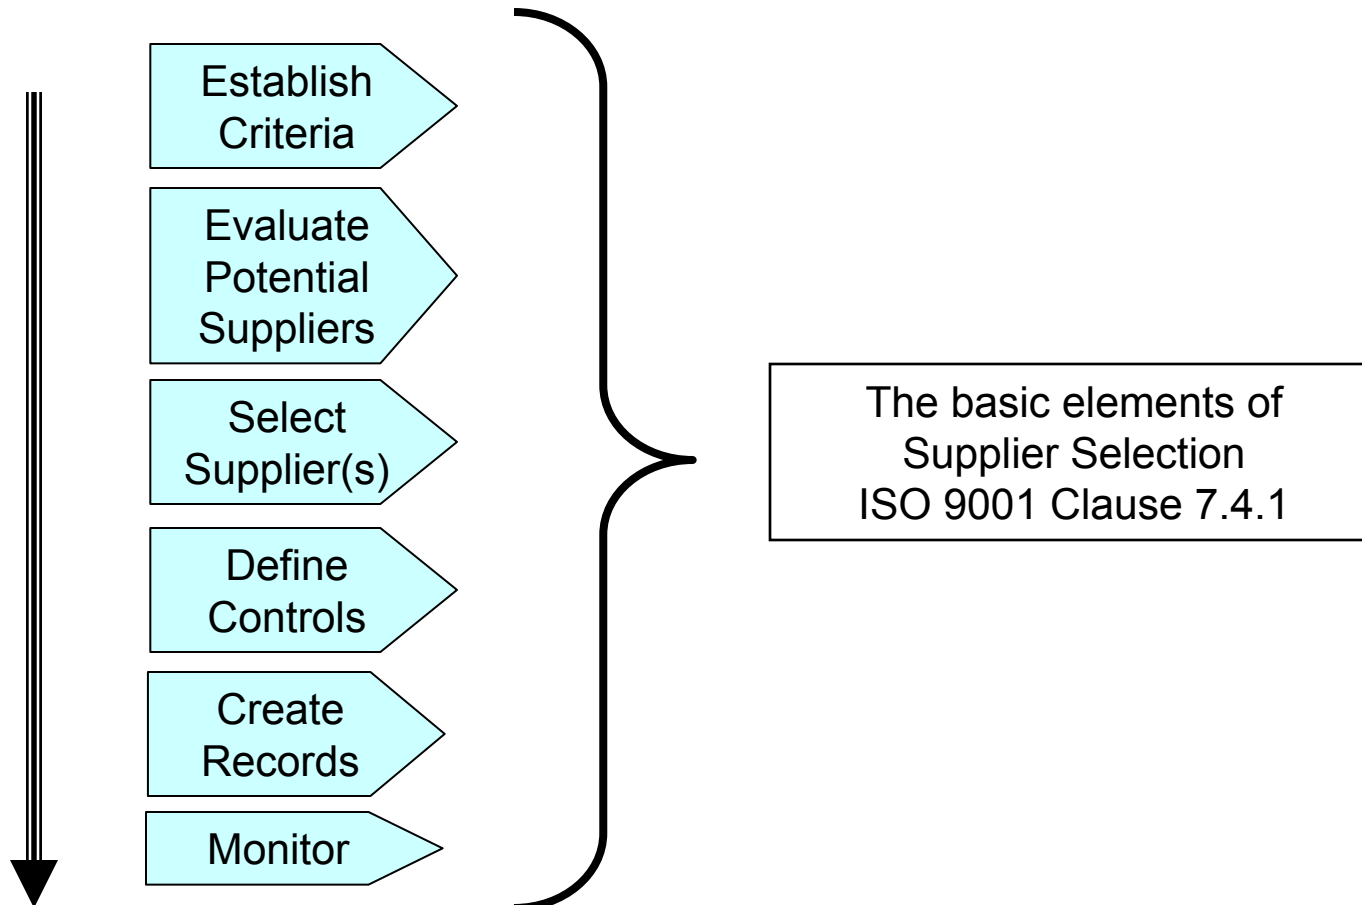 Establish
Criteria
Evaluate
Potential
Suppliers
Select
Supplier(s)
Define
Controls
Create
Records
Monitor
The basic elements of
Supplier Selection
ISO 9001 Clause 7.4.1